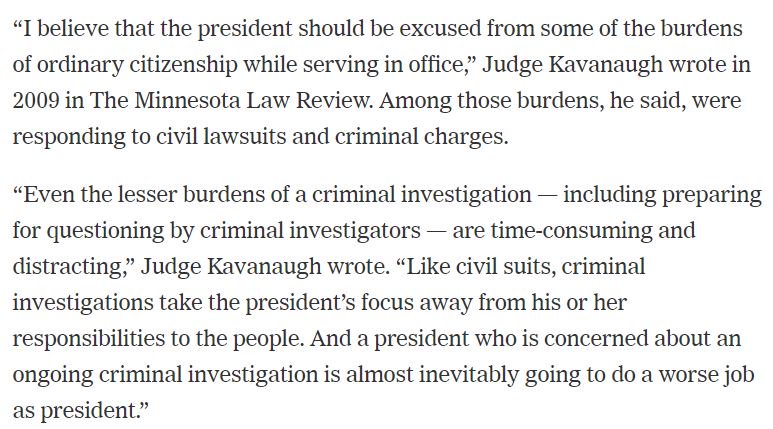 “I believe that the president should be excused from some of the burdens
of ordinary citizenship while serving in office,” Judge Kavanaugh wrote in
2009 in The Minnesota Law Review. Among those burdens, he said, were
responding to civil lawsuits and criminal charges.
“Even the lesser burdens of a criminal investigation — including preparing
for questioning by criminal investigators — are time-consuming and
distracting,” Judge Kavanaugh wrote. “Like civil suits, criminal
investigations take the president’s focus away from his or her
responsibilities to the people. And a president who is concerned about an
ongoing criminal investigation is almost inevitably going to do a worse job
as president.”